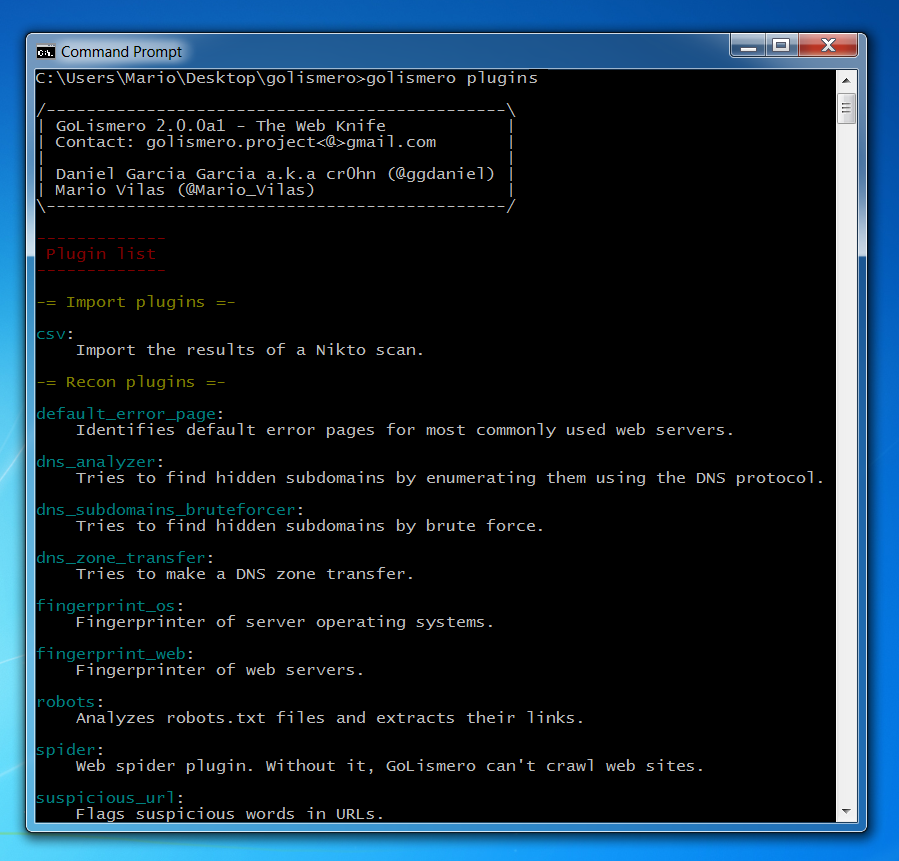 Command Prompt
C:\Users\Mario\Desktop\golismero>golismero plugins
/----------------------------------------------\
| GoLismero 2.0.0a1 - The Web Knife            |
| Contact: golismero.project<@>gmail.com       |
|                                              |
| Daniel Garcia Garcia a.k.a cr0hn (@ggdaniel) |
| Mario Vilas (@Mario_Vilas)                   |
\----------------------------------------------/
-------------
 Plugin list
-------------
-= Import plugins =-
csv:
    Import the results of a Nikto scan.
-= Recon plugins =-
default_error_page:
    Identifies default error pages for most commonly used web servers.
dns_analyzer:
    Tries to find hidden subdomains by enumerating them using the DNS protocol.
dns_subdomains_bruteforcer:
    Tries to find hidden subdomains by brute force.
dns_zone_transfer:
    Tries to make a DNS zone transfer.
fingerprint_os:
    Fingerprinter of server operating systems.
fingerprint_web:
    Fingerprinter of web servers.
robots:
    Analyzes robots.txt files and extracts their links.
spider:
    Web spider plugin. Without it, GoLismero can't crawl web sites.
suspicious_url:
    Flags suspicious words in URLs.